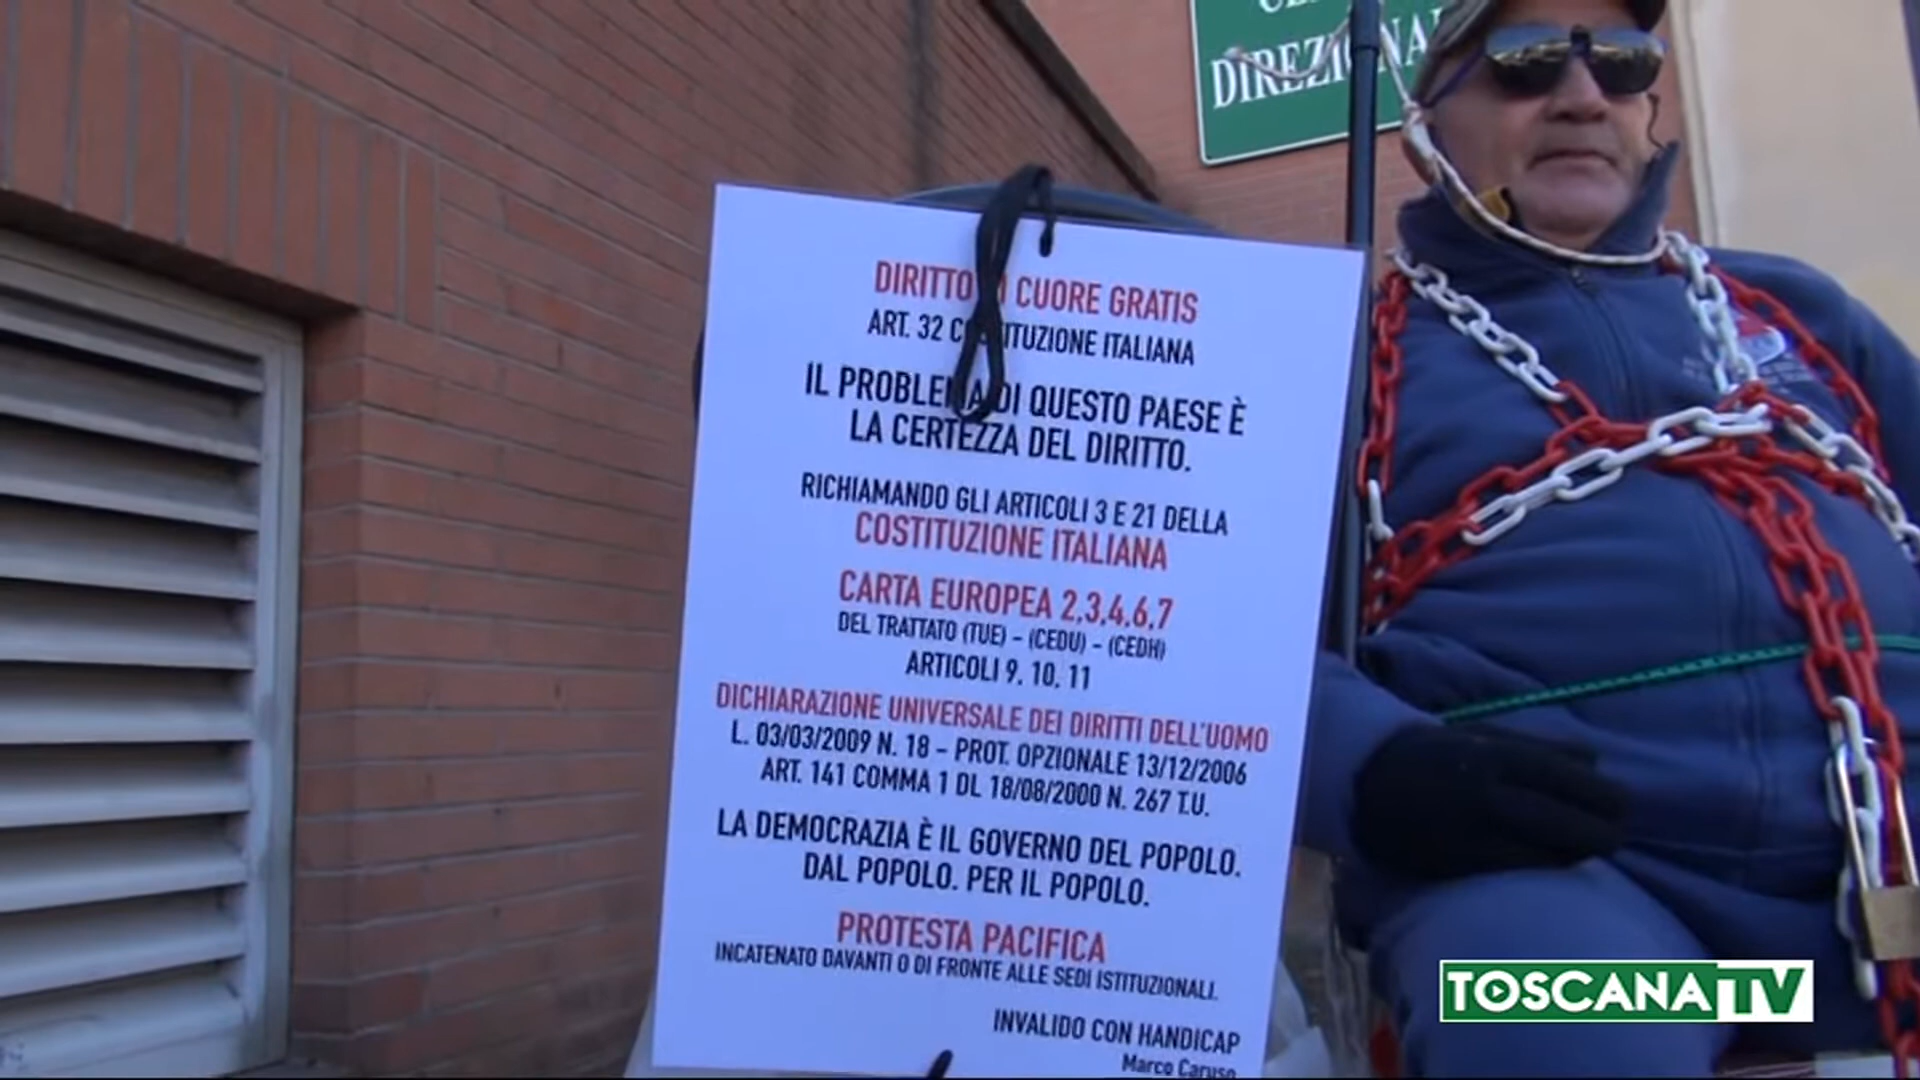 DIREZIONAL
DIRITTO DI CUORE GRATIS
ART. 32 COSTITUZIONE ITALIANA
IL PROBLEMA DI QUESTO PAESE È
LA CERTEZZA DEL DIRITTO.
RICHIAMANDO GLI ARTICOLI 3 E 21 DELLA
COSTITUZIONE ITALIANA
CARTA EUROPEA 2,3,4.6,7
DEL TRATTATO (TUE) - (CEDU) - (CEDH)
ARTICOLI 9, 10, 11
DICHIARAZIONE UNIVERSALE DEI DIRITTI DELL'UOMO
L. 03/03/2009 N. 18 - PROT. OPZIONALE 13/12/2006
ART. 141 COMMA 1 DL 18/08/2000 N. 267 T.U.
LA DEMOCRAZIA È IL GOVERNO DEL POPOLO.
DAL POPOLO. PER IL POPOLO.
PROTESTA PACIFICA
INCATENATO DAVANTI O DI FRONTE ALLE SEDI ISTITUZIONALI.
INVALIDO CON HANDICAP
Marco Caruso
TOSCANA TV